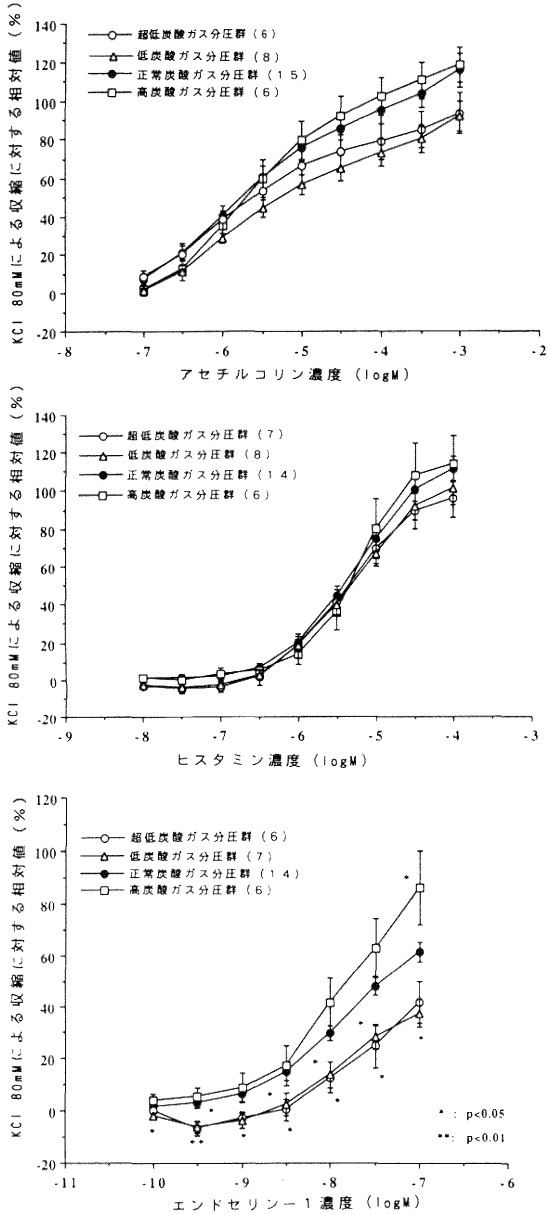 KCl 80mMによる収縮に対する相対値 (%)
140
120
100
80
60
40
20
0
-20
超低炭酸ガス分圧群 (6)
低炭酸ガス分圧群 (8)
正常炭酸ガス分圧群 (15)
高炭酸ガス分圧群 (6)
-8
-7
-6
-5
-4
-3
-2
アセチルコリン濃度 (logM)
KCl 80mMによる収縮に対する相対値 (%)
140
120
100
80
60
40
20
0
-20
超低炭酸ガス分圧群 (7)
低炭酸ガス分圧群 (8)
正常炭酸ガス分圧群 (14)
高炭酸ガス分圧群 (6)
-9
-8
-7
-6
-5
-4
-3
ヒスタミン濃度 (logM)
KCl 80mMによる収縮に対する相対値 (%)
120
100
80
60
40
20
0
-20
超低炭酸ガス分圧群 (6)
低炭酸ガス分圧群 (7)
正常炭酸ガス分圧群 (14)
高炭酸ガス分圧群 (6)
*
*
*
*
*
*
*
*
*
**
*
*
*: p<0.05
**: p<0.01
-11
-10
-9
-8
-7
-6
エンドセリン-1濃度 (logM)